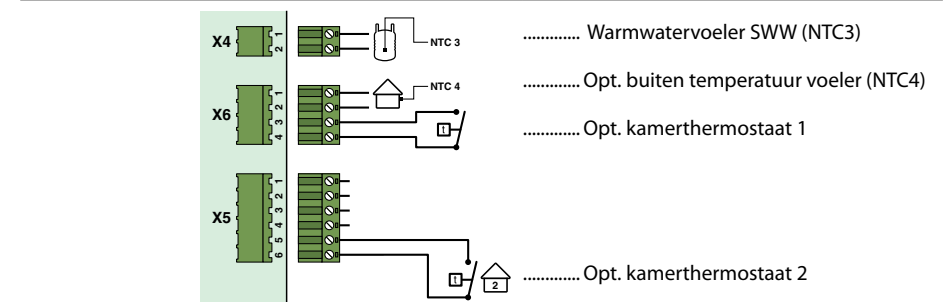 X4 1 2 NTC 3 ............. Warmwatervoeler SWW (NTC3)
NTC 4 ............. Opt. buiten temperatuur voeler (NTC4)
X6 1 2 3 4 t ............. Opt. kamerthermostaat 1
X5 1 2 3 4 5 6
t 2 ............. Opt. kamerthermostaat 2